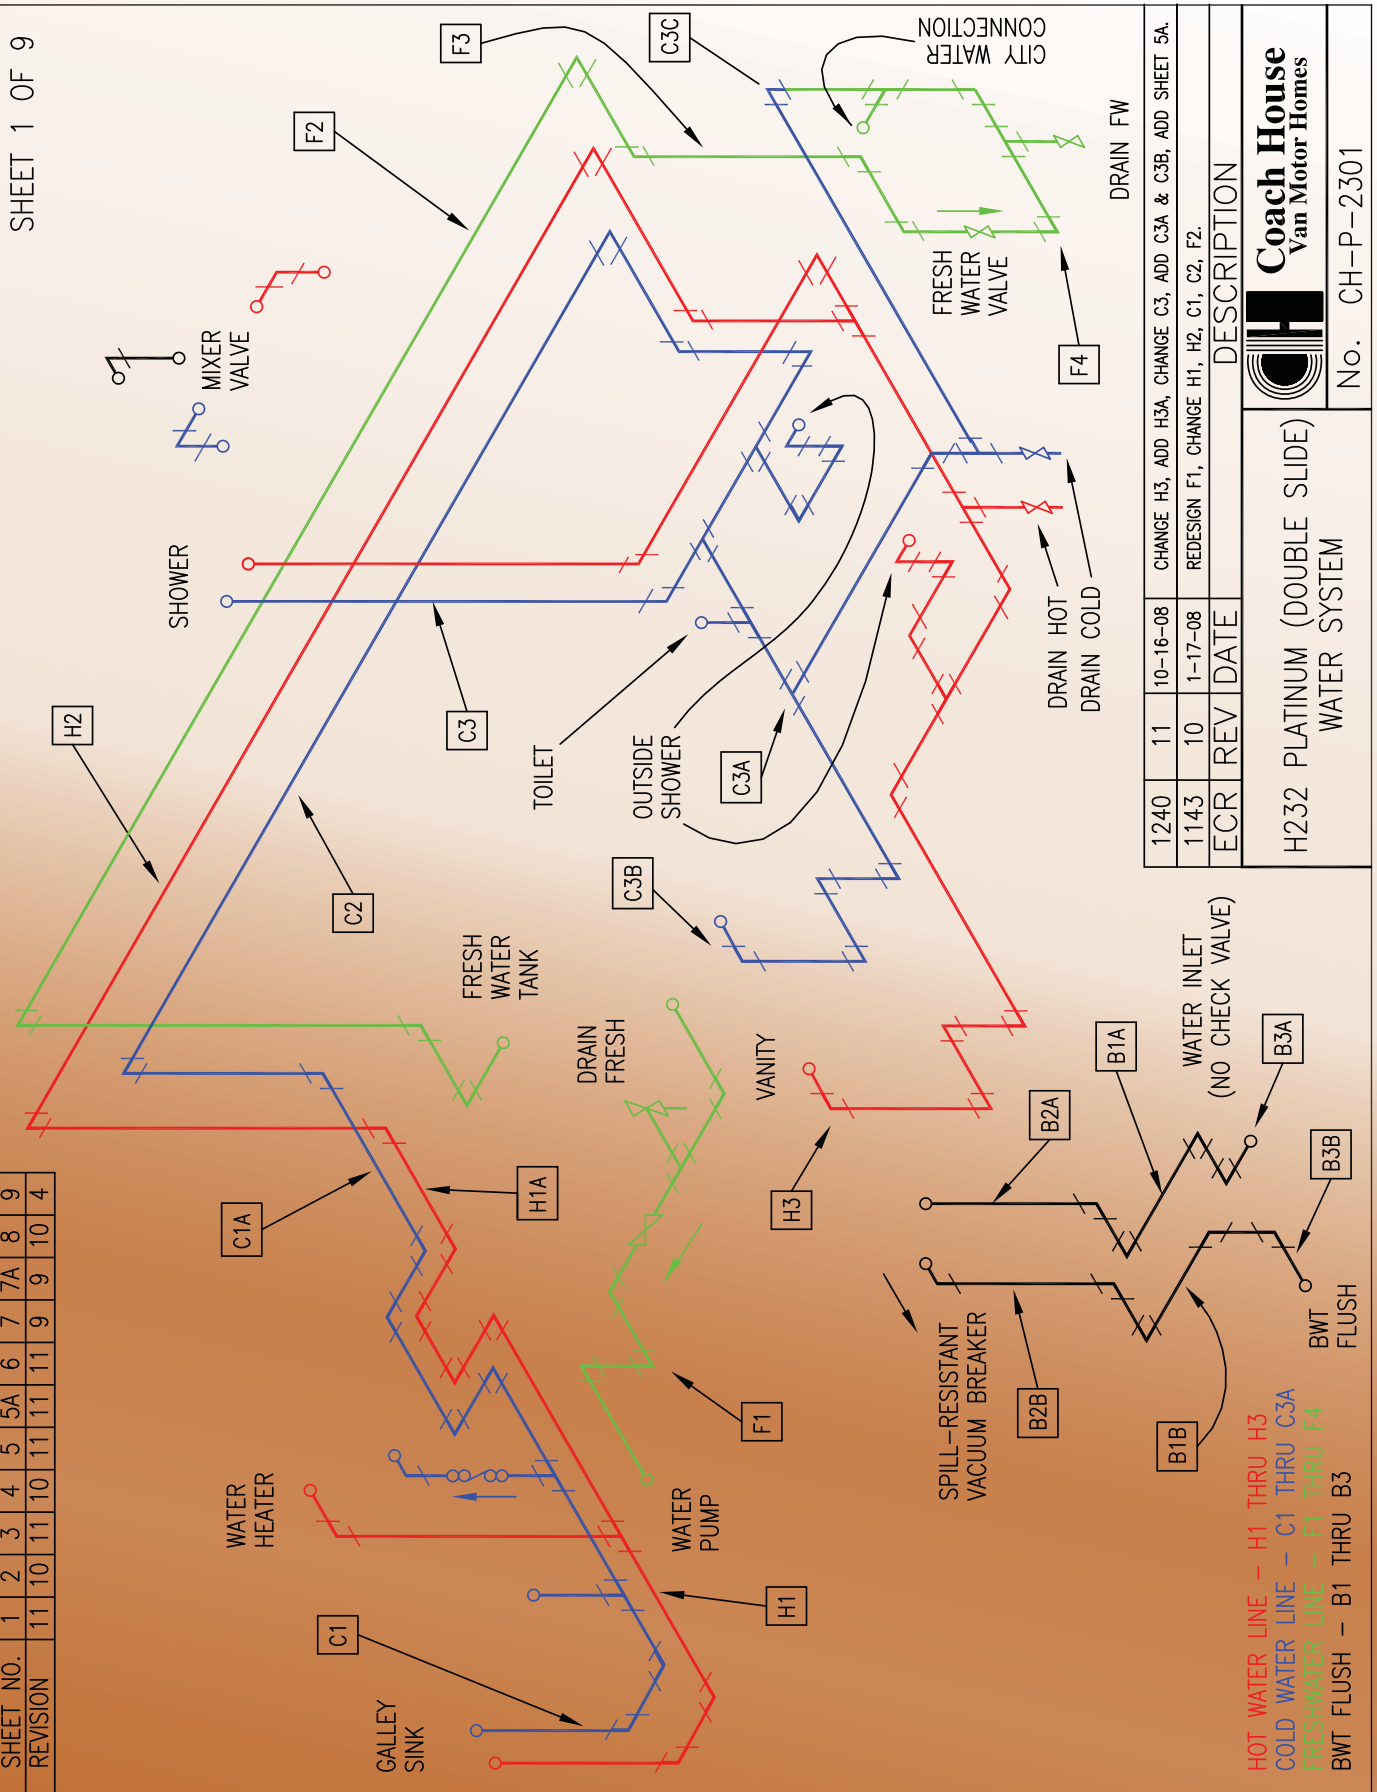 SHEET 1 OF 9
SHEET NO. 1 2 3 4 5 5A 6 7 7A 8 9
REVISION 11 10 11 10 11 11 11 9 9 10 4
H2
F2
F3
C3C
CITY WATER
CONNECTION
MIXER
VALVE
SHOWER
C1A
C2
C3
H1A
FRESH
WATER
TANK
TOILET
OUTSIDE
SHOWER
C3A
C3B
FRESH
WATER
VALVE
F4
DRAIN FW
DRAIN HOT
DRAIN COLD
WATER
HEATER
GALLEY
SINK
C1
H1
WATER
PUMP
F1
DRAIN
FRESH
VANITY
H3
SPILL-RESISTANT
VACUUM BREAKER
B2B
B1B
B2A
B1A
WATER INLET
(NO CHECK VALVE)
B3A
B3B
BWT
FLUSH
HOT WATER LINE - H1 THRU H3
COLD WATER LINE - C1 THRU C3A
FRESHWATER LINE - F1 THRU F4
BWT FLUSH - B1 THRU B3
1240 11 10-16-08 CHANGE H3, ADD H3A, CHANGE C3, ADD C3A & C3B, ADD SHEET 5A.
1143 10 1-17-08 REDESIGN F1, CHANGE H1, H2, C1, C2, F2.
ECR REV DATE DESCRIPTION
H232 PLATINUM (DOUBLE SLIDE)
WATER SYSTEM
CH
Coach House
Van Motor Homes
No. CH-P-2301